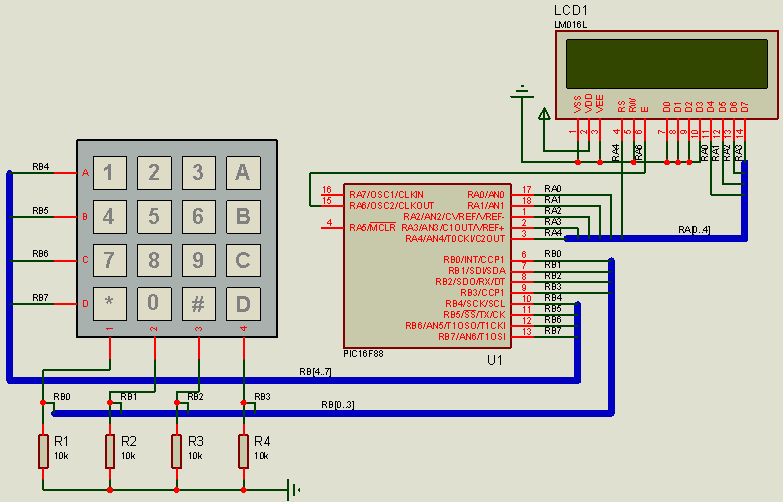 LCD1
LM016L
VSS VDD VEE RS RW E D0 D1 D2 D3 D4 D5 D6 D7
1 2 3 4 5 6 7 8 9 10 11 12 13 14
RA4 RA6 RA0 RA1 RA2 RA3
RB4 A 1 2 3 A
RB5 B 4 5 6 B
RB6 C 7 8 9 C
RB7 D * 0 # D
1 2 3 4
16 RA7/OSC1/CLKIN RA0/AN0 17 RA0
15 RA6/OSC2/CLKOUT RA1/AN1 18 RA1
RA2/AN2/CVREF/VREF- 1 RA2
4 RA5/MCLR RA3/AN3/C1OUT/VREF+ 2 RA3
RA4/AN4/T0CKI/C2OUT 3 RA4
RA[0..4]
RB0/INT/CCP1 6 RB0
RB1/SDI/SDA 7 RB1
RB2/SDO/RX/DT 8 RB2
RB3/CCP1 9 RB3
RB4/SCK/SCL 10 RB4
RB5/SS/TX/CK 11 RB5
RB6/AN5/T1OSO/T1CKI 12 RB6
RB7/AN6/T1OSI 13 RB7
PIC16F88
U1
RB[4..7]
RB0 RB1 RB2 RB3
RB[0..3]
R1 R2 R3 R4
10k 10k 10k 10k